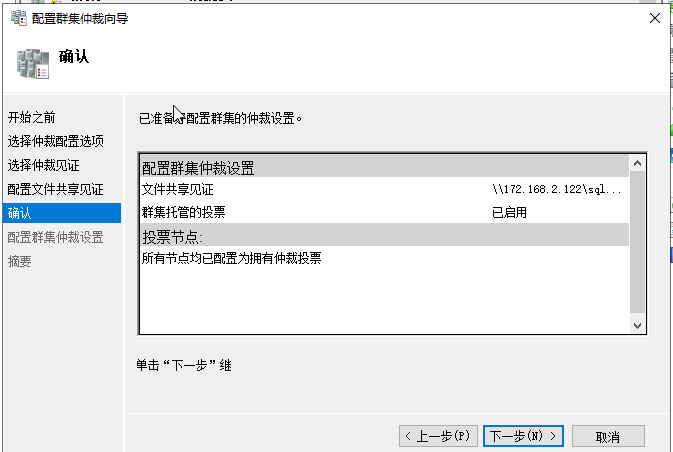 配置群集仲裁向导
确认
开始之前
选择仲裁配置选项
选择仲裁见证
配置文件共享见证
确认
配置群集仲裁设置
摘要
已准备好配置群集的仲裁设置。
配置群集仲裁设置
文件共享见证 \\172.168.2.122\sql...
群集托管的投票 已启用
投票节点:
所有节点均已配置为拥有仲裁投票
单击“下一步”继
< 上一步(P) 下一步(N) > 取消